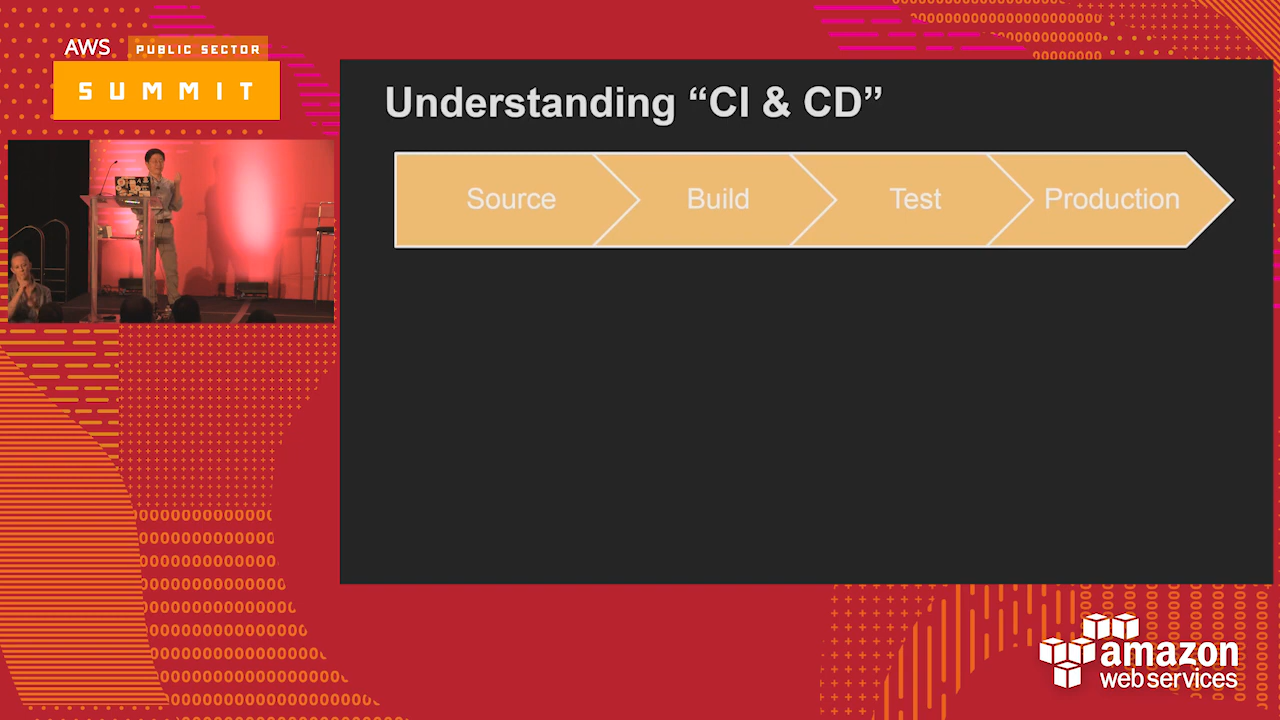 AWS PUBLIC SECTOR
SUMMIT
Understanding “CI & CD”
Source
Build
Test
Production
amazon
web services